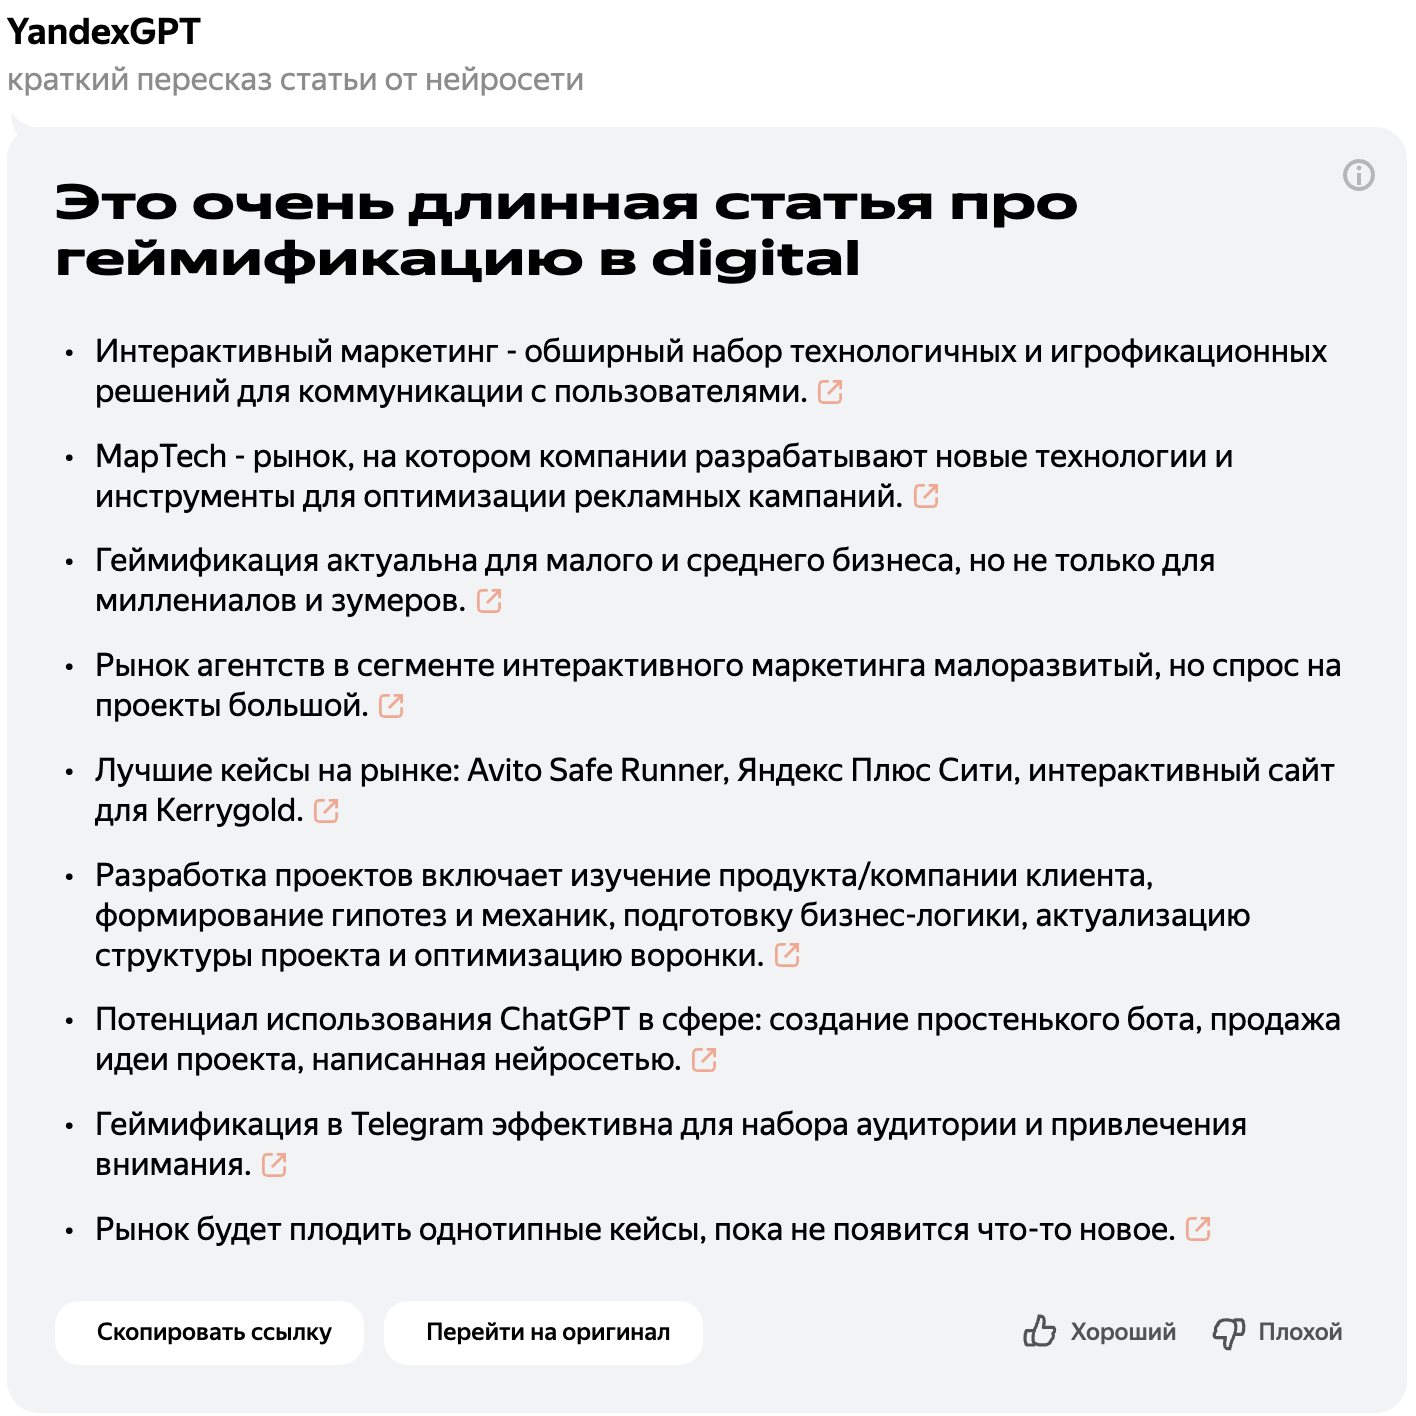 YandexGPT
краткий пересказ статьи от нейросети
Это очень длинная статья про
геймификацию в digital
• Интерактивный маркетинг - обширный набор технологичных и игрофикационных
решений для коммуникации с пользователями.
• MapTech - рынок, на котором компании разрабатывают новые технологии и
инструменты для оптимизации рекламных кампаний.
• Геймификация актуальна для малого и среднего бизнеса, но не только для
миллениалов и зумеров.
• Рынок агентств в сегменте интерактивного маркетинга малоразвитый, но спрос на
проекты большой.
• Лучшие кейсы на рынке: Avito Safe Runner, Яндекс Плюс Сити, интерактивный сайт
для Kerrygold.
• Разработка проектов включает изучение продукта/компании клиента,
формирование гипотез и механик, подготовку бизнес-логики, актуализацию
структуры проекта и оптимизацию воронки.
• Потенциал использования ChatGPT в сфере: создание простенького бота, продажа
идеи проекта, написанная нейросетью.
• Геймификация в Telegram эффективна для набора аудитории и привлечения
внимания.
• Рынок будет плодить однотипные кейсы, пока не появится что-то новое.
Скопировать ссылку Перейти на оригинал Хороший Плохой